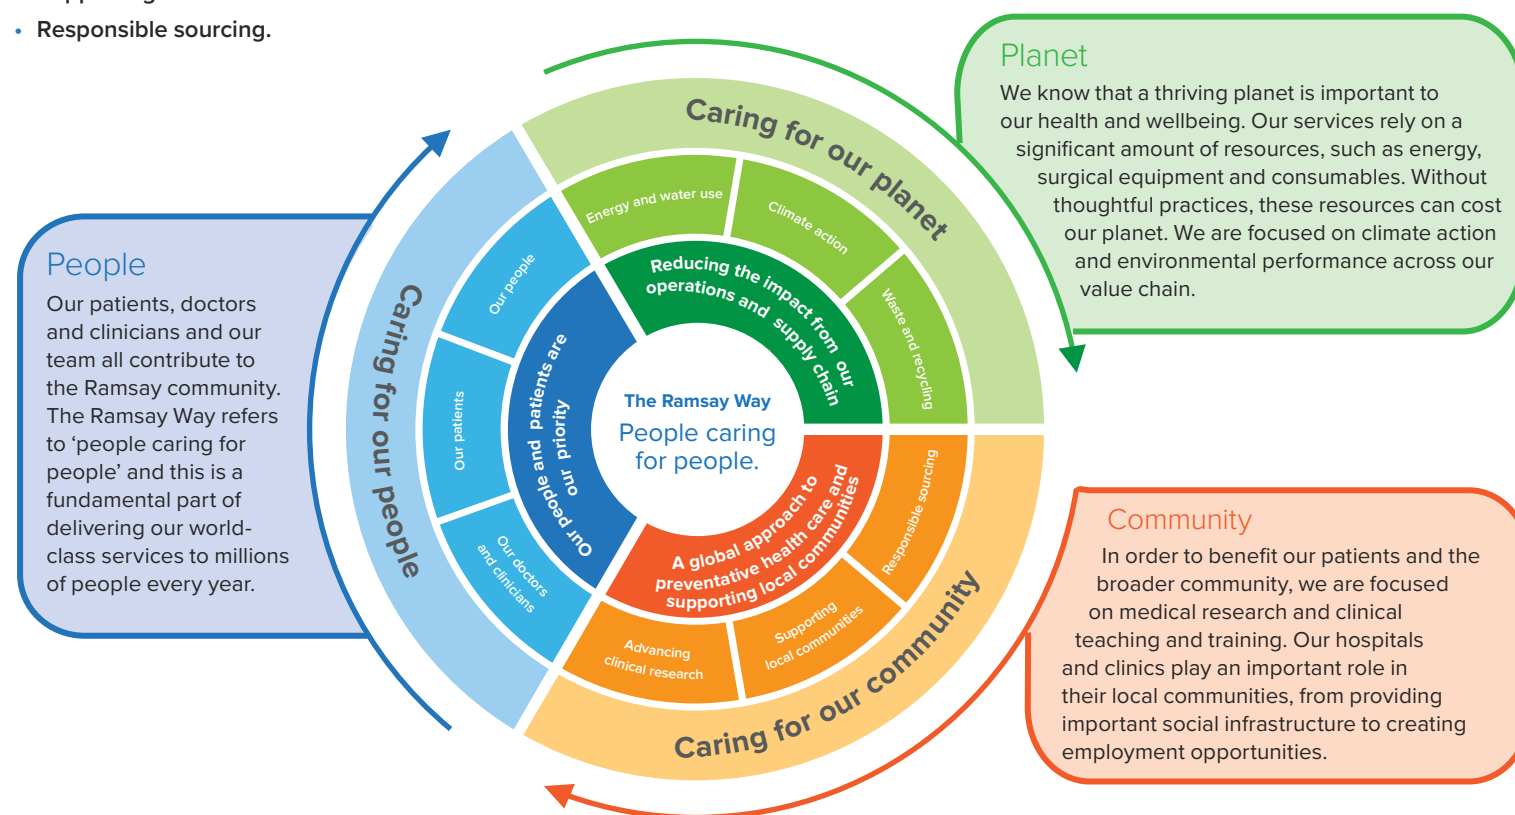 • Responsible sourcing.
Planet
We know that a thriving planet is important to
our health and wellbeing. Our services rely on a
significant amount of resources, such as energy,
surgical equipment and consumables. Without
thoughtful practices, these resources can cost
our planet. We are focused on climate action
and environmental performance across our
value chain.
People
Our patients, doctors
and clinicians and our
team all contribute to
the Ramsay community.
The Ramsay Way refers
to ‘people caring for
people’ and this is a
fundamental part of
delivering our world-
class services to millions
of people every year.
Caring for our planet
Energy and water use
Climate action
Waste and recycling
Reducing the impact from our
operations and supply chain
Caring for our people
Our people
Our patients
Our doctors
and clinicians
Our people and patients are
our priority
The Ramsay Way
People caring
for people.
A global approach to
preventative health care and
supporting local communities
Responsible sourcing
Supporting
local communities
Advancing
clinical research
Caring for our community
Community
In order to benefit our patients and the
broader community, we are focused
on medical research and clinical
teaching and training. Our hospitals
and clinics play an important role in
their local communities, from providing
important social infrastructure to creating
employment opportunities.